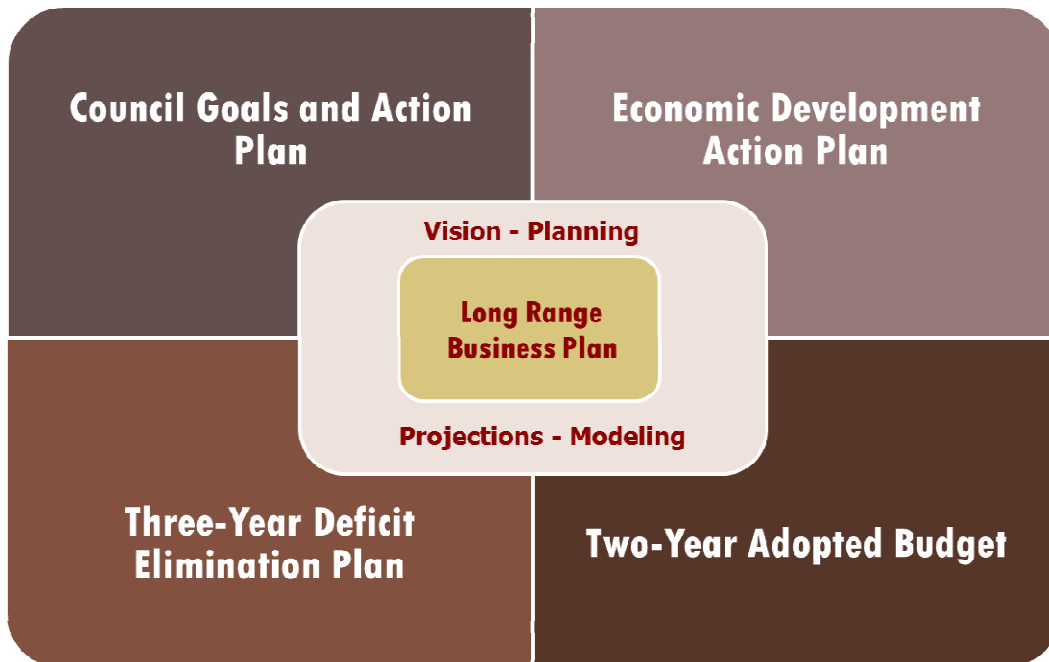 Council Goals and Action
Plan
Economic Development
Action Plan
Vision - Planning
Long Range
Business Plan
Projections - Modeling
Three-Year Deficit
Elimination Plan
Two-Year Adopted Budget